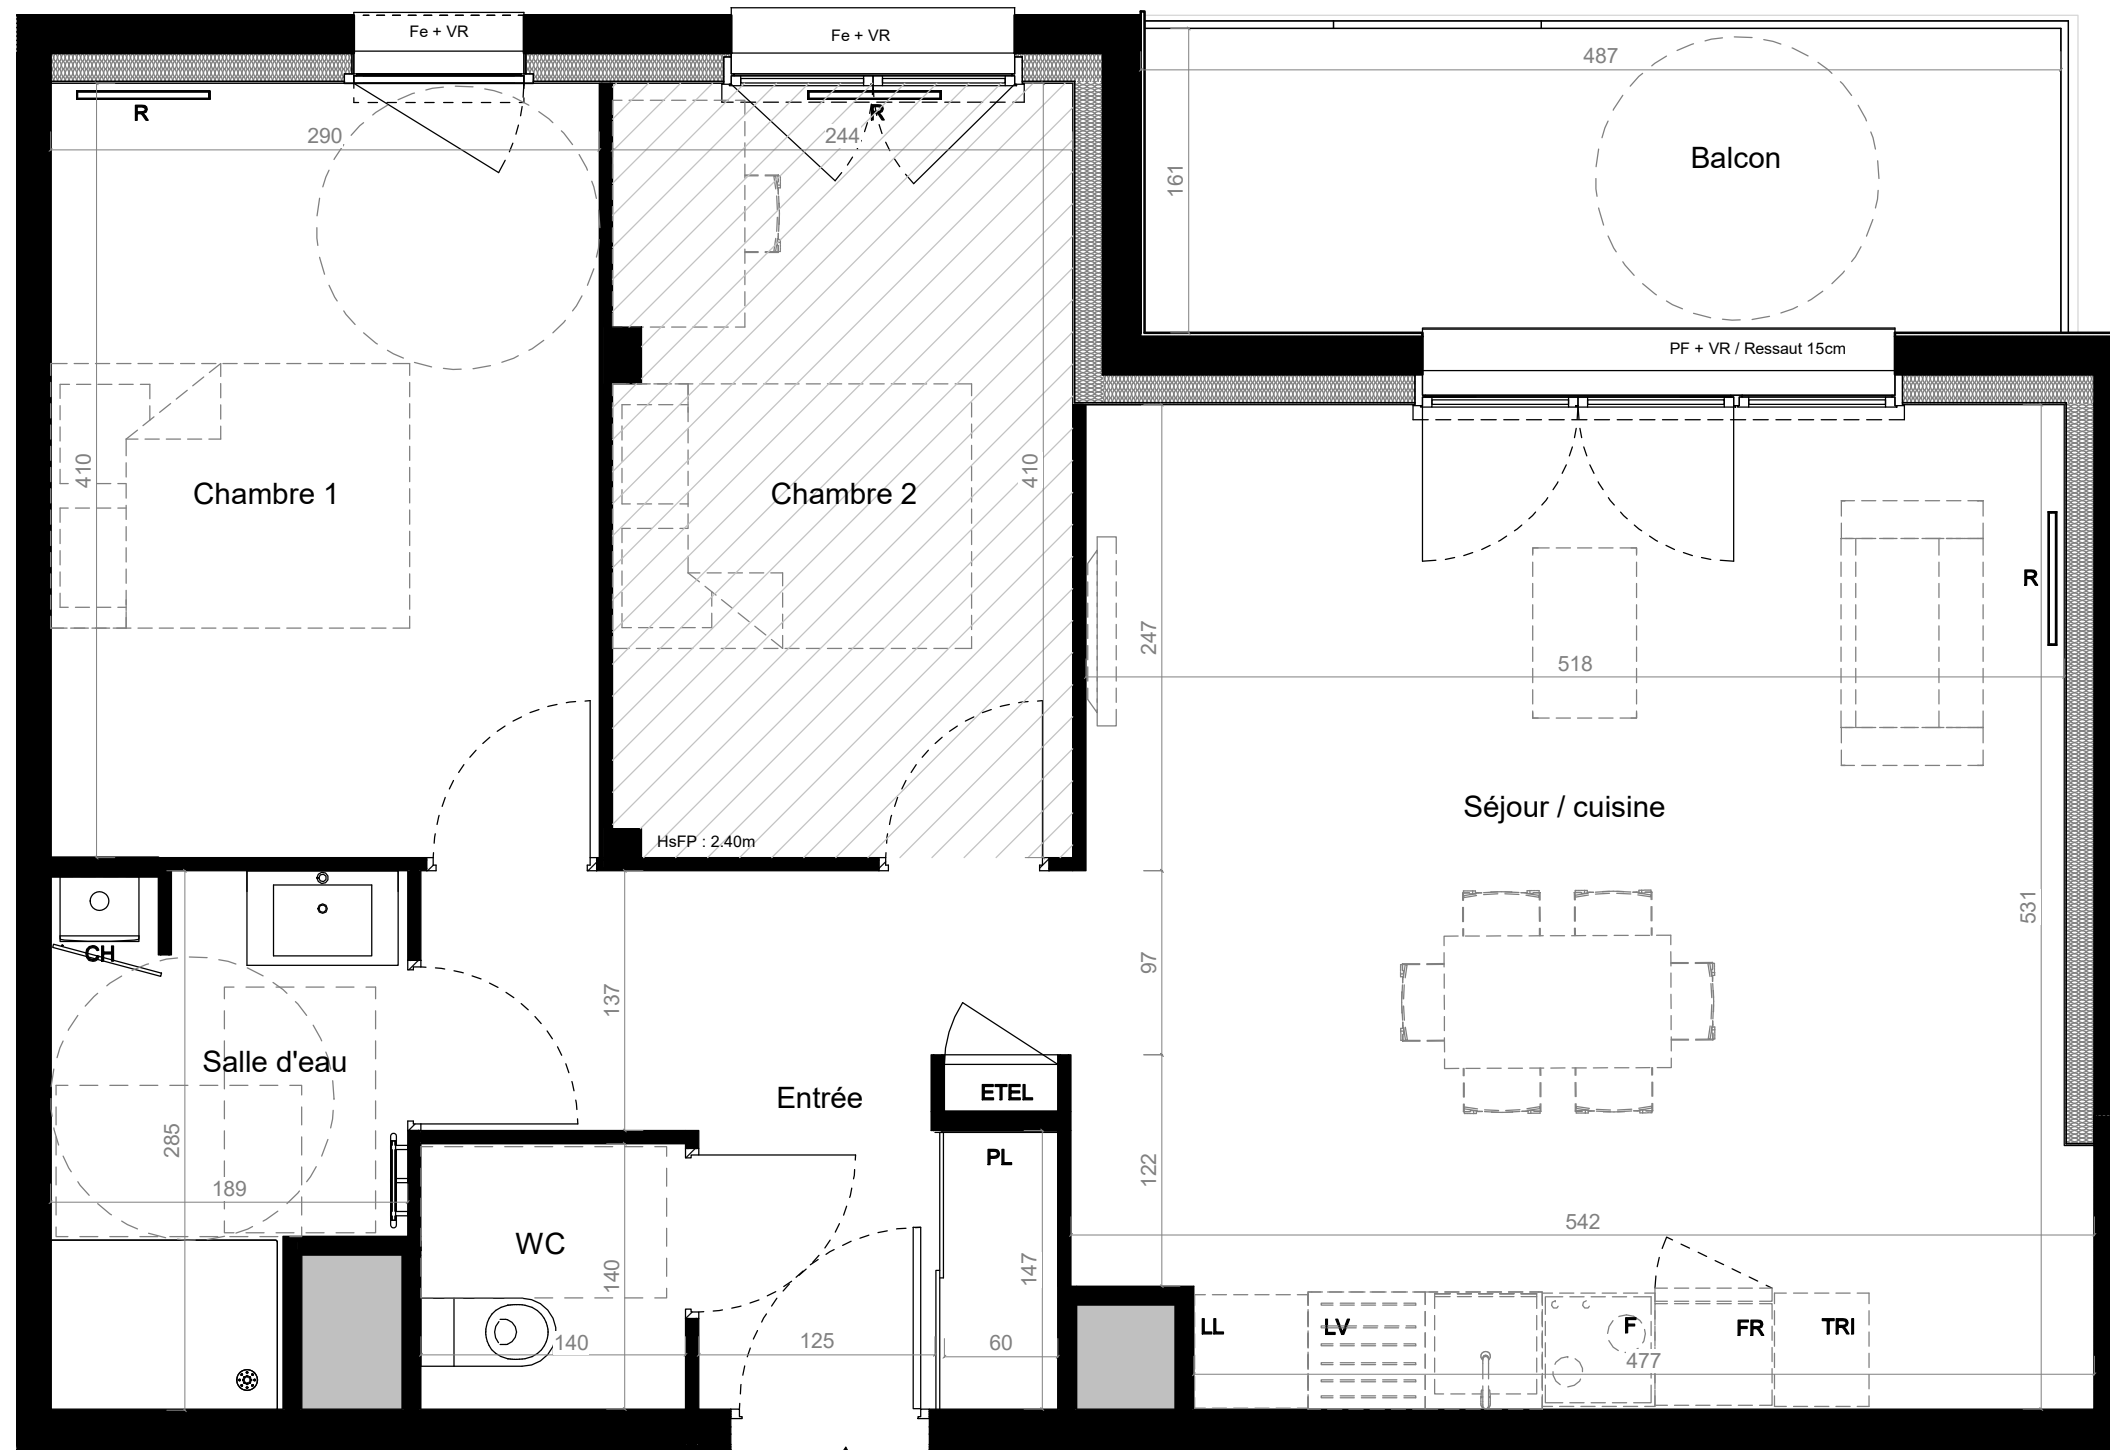 Fe + VR
Fe + VR
487
R
R
290
244
Balcon
161
PF + VR / Ressaut 15cm
410
Chambre 1
Chambre 2
410
R
247
518
Séjour / cuisine
HsFP : 2.40m
531
CH
97
137
Salle d'eau
ETEL
Entrée
285
PL
122
189
542
WC
140
147
LL
LV
F
FR
TRI
140
125
60
477